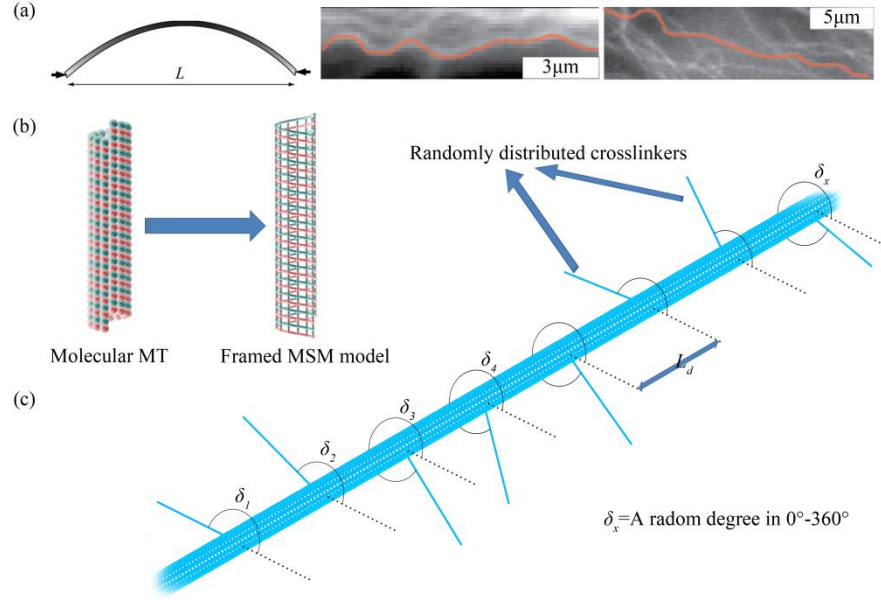 (a)
L
3μm
5μm
(b)
Randomly distributed crosslinkers
δx
Molecular MT
Framed MSM model
Ld
(c)
δ4
δ3
δ2
δ1
δx=A radom degree in 0°-360°